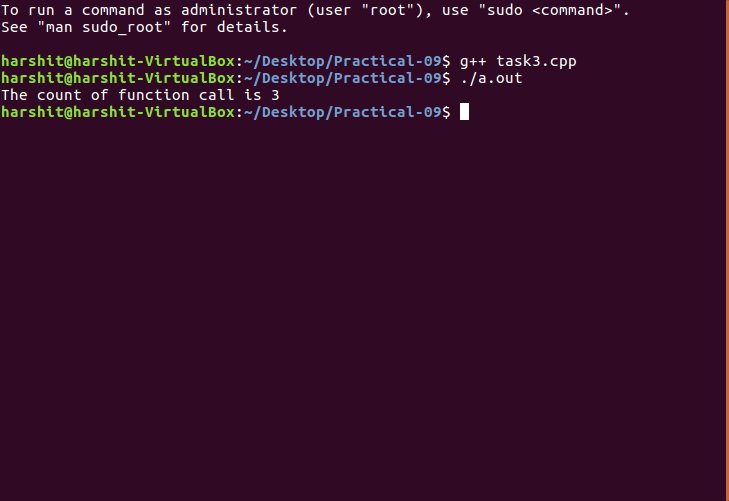 To run a command as administrator (user "root"), use "sudo <command>".
See "man sudo_root" for details.
harshit@harshit-VirtualBox:~/Desktop/Practical-09$ g++ task3.cpp
harshit@harshit-VirtualBox:~/Desktop/Practical-09$ ./a.out
The count of function call is 3
harshit@harshit-VirtualBox:~/Desktop/Practical-09$